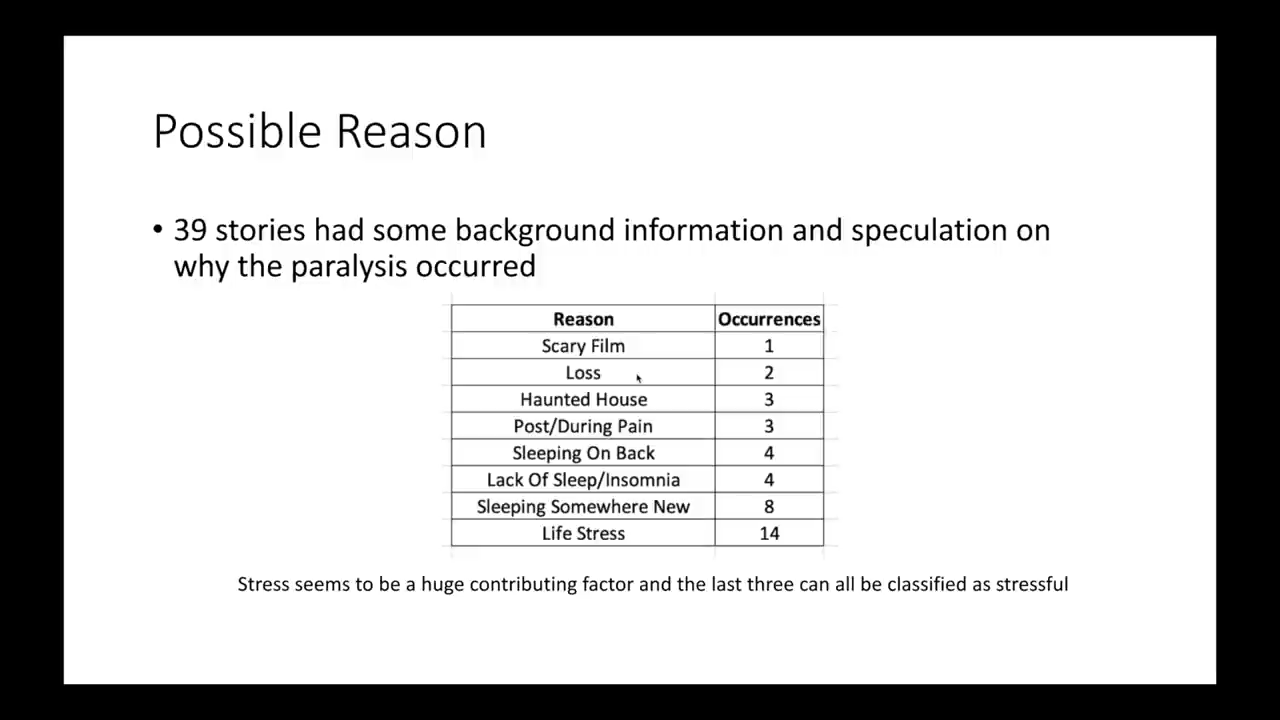 Possible Reason
• 39 stories had some background information and speculation on
why the paralysis occurred
Reason Occurrences
Scary Film 1
Loss 2
Haunted House 3
Post/During Pain 3
Sleeping On Back 4
Lack Of Sleep/Insomnia 4
Sleeping Somewhere New 8
Life Stress 14
Stress seems to be a huge contributing factor and the last three can all be classified as stressful